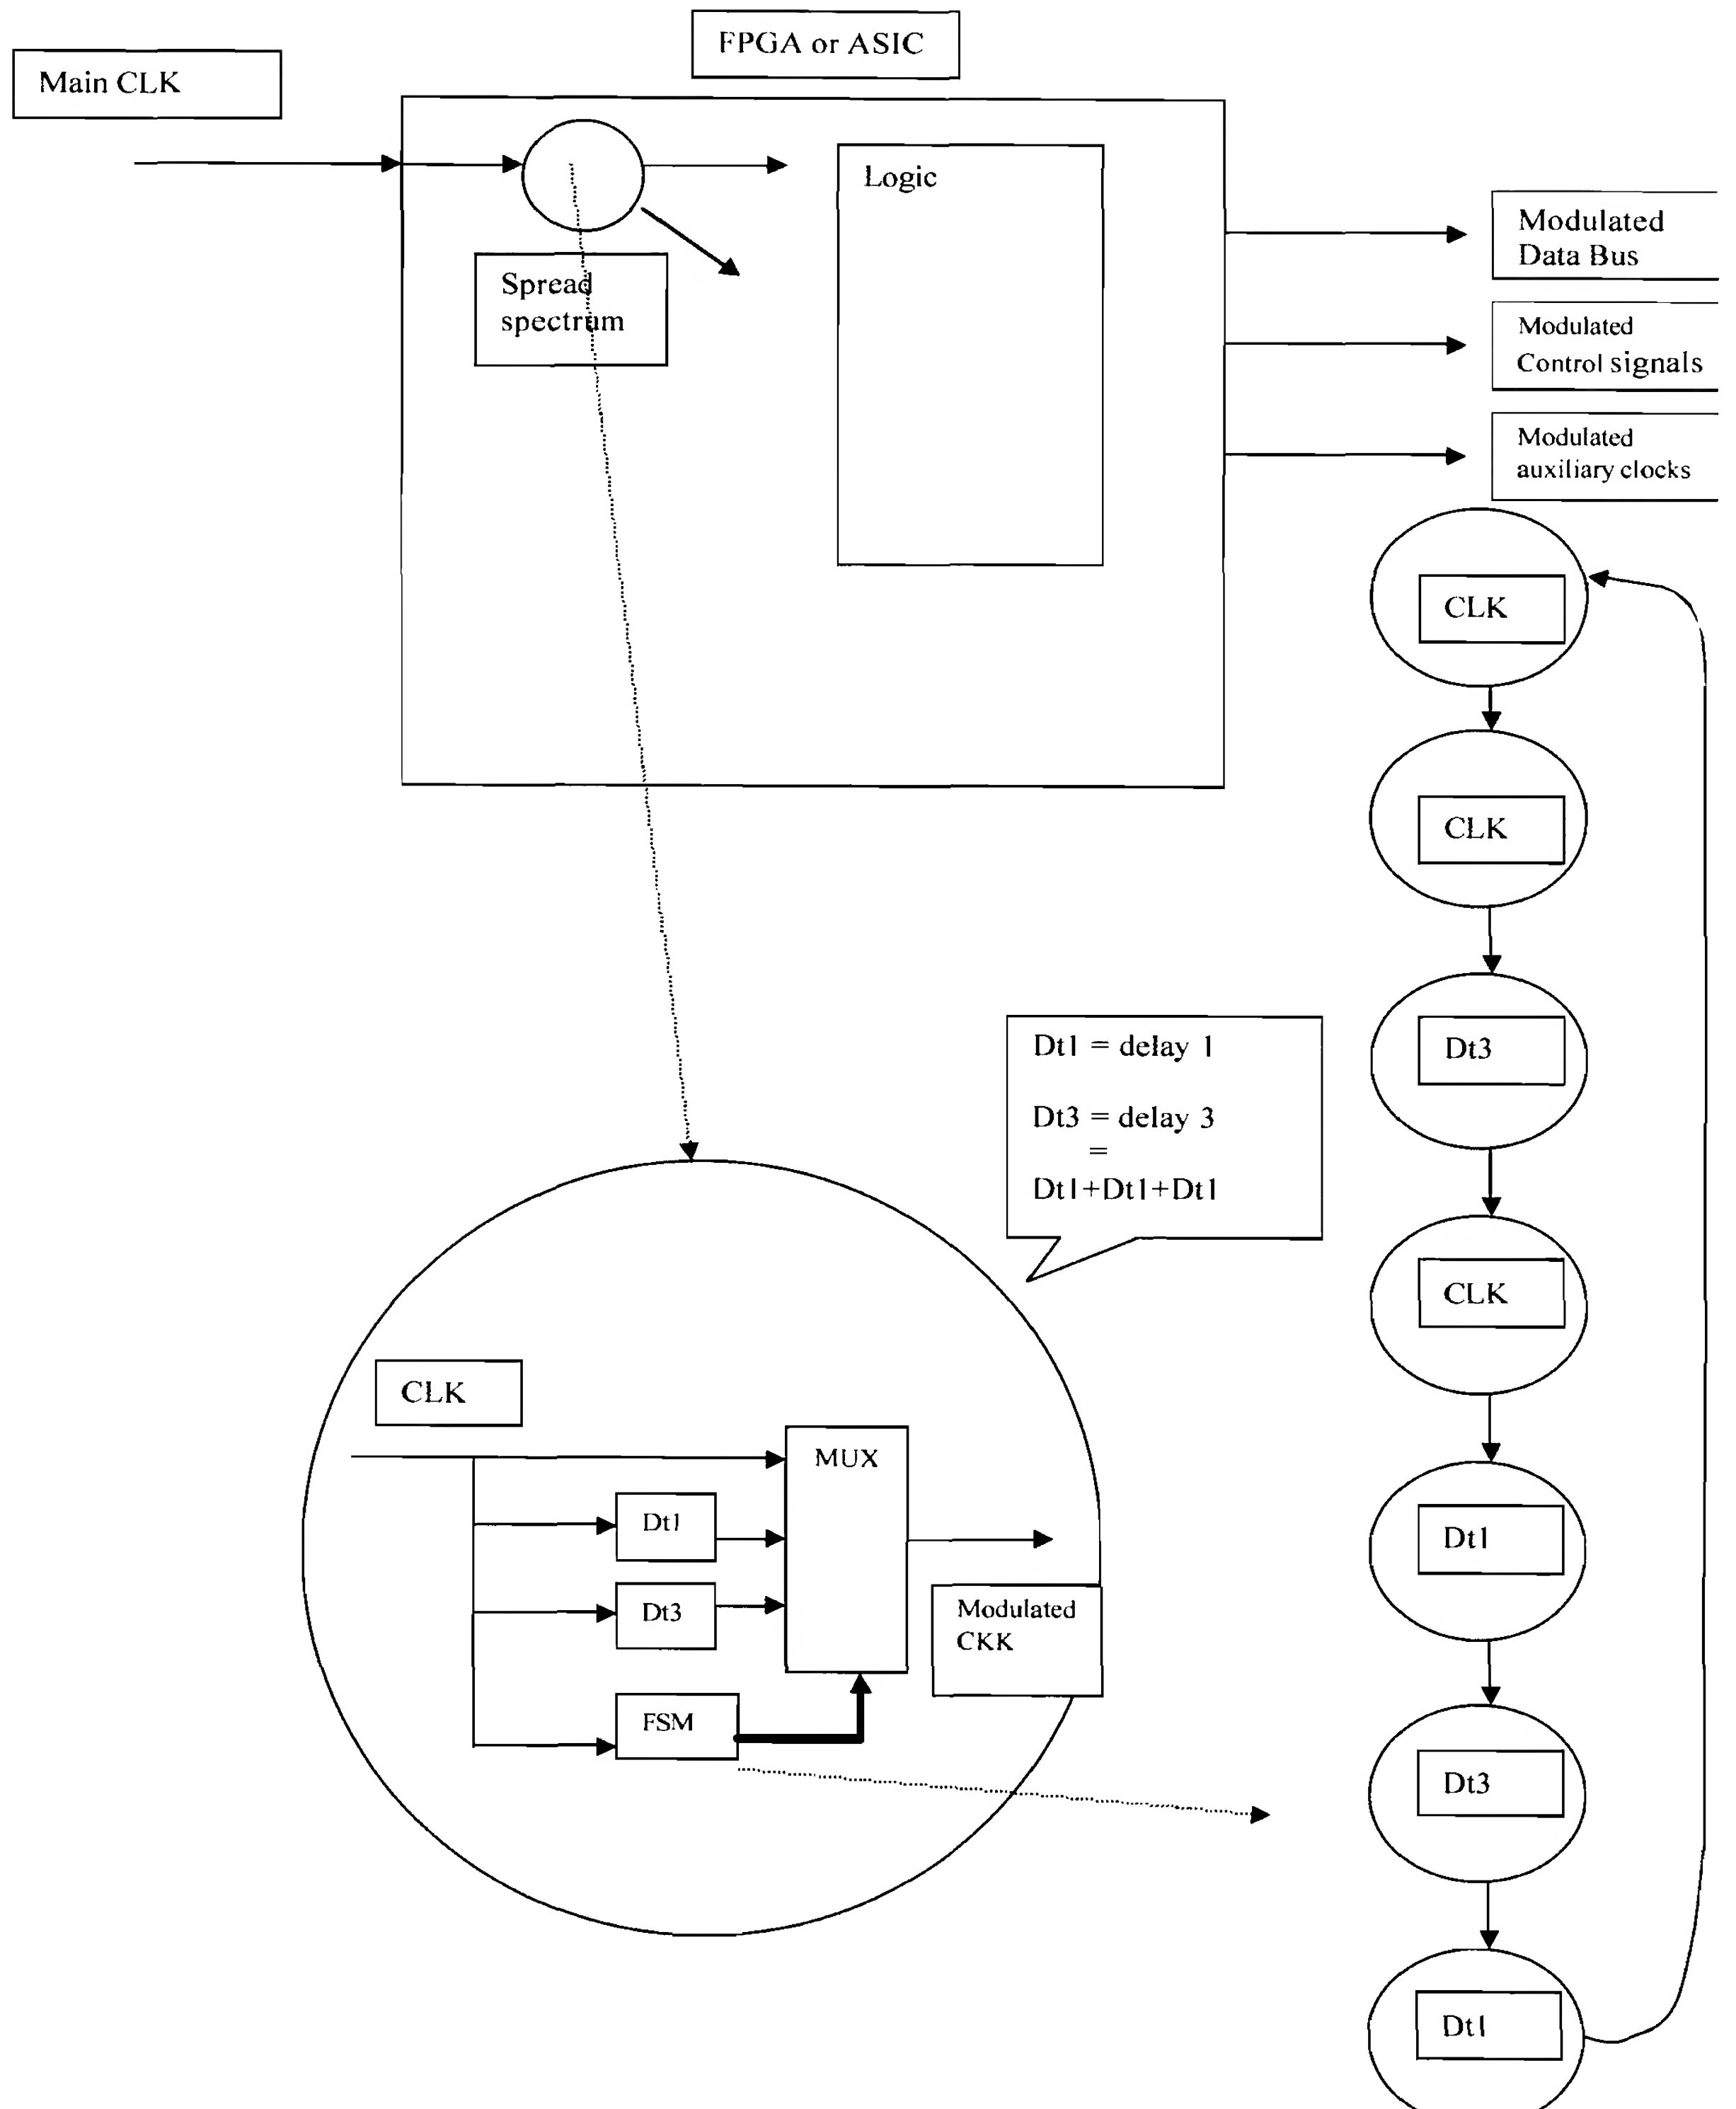 FPGA or ASIC
Main CLK
Logic
Spread
spectrum
Modulated
Data Bus
Modulated
Control signals
Modulated
auxiliary clocks
CLK
CLK
Dt3
CLK
Dt1
Dt3
Dt1
Dt1 = delay 1
Dt3 = delay 3
=
Dt1+Dt1+Dt1
CLK
MUX
Dt1
Dt3
FSM
Modulated
CKK